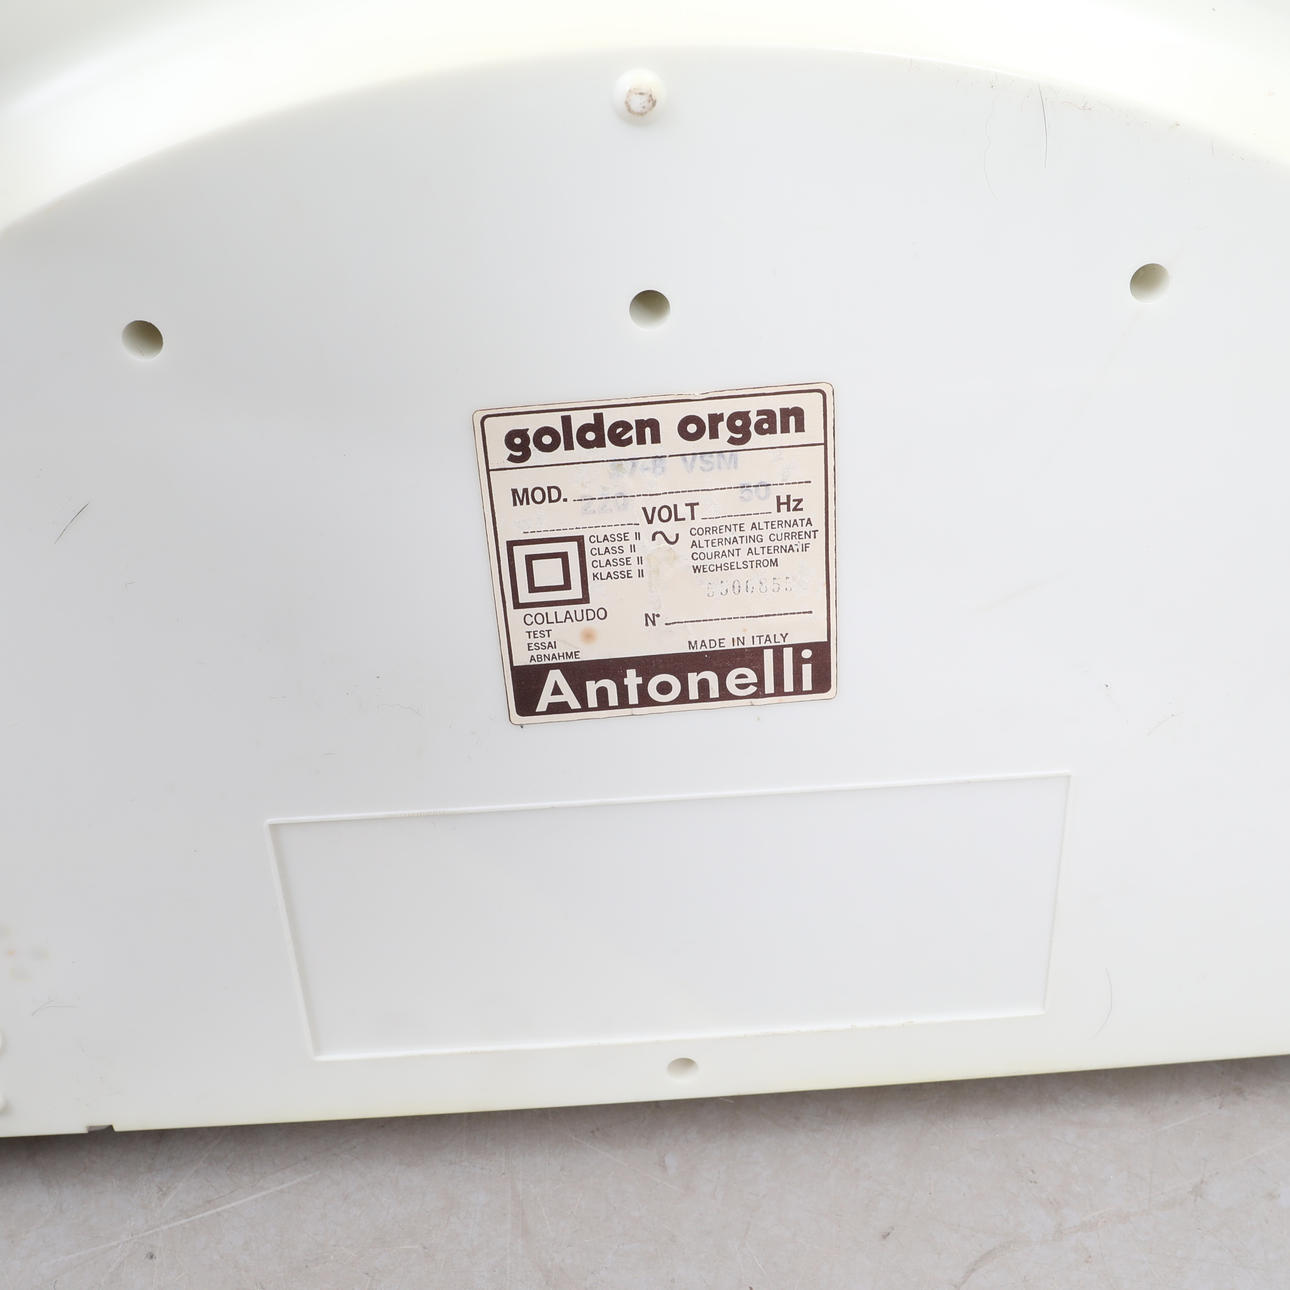 golden organ
VSM
MOD.
220 VOLT 50 Hz
CLASSE II
CLASS II
CLASSE II
KLASSE II
~
CORRENTE ALTERNATA
ALTERNATING CURRENT
COURANT ALTERNATIF
WECHSELSTROM
COLLAUDO
TEST
ESSAI
ABNAHME
N°
MADE IN ITALY
Antonelli